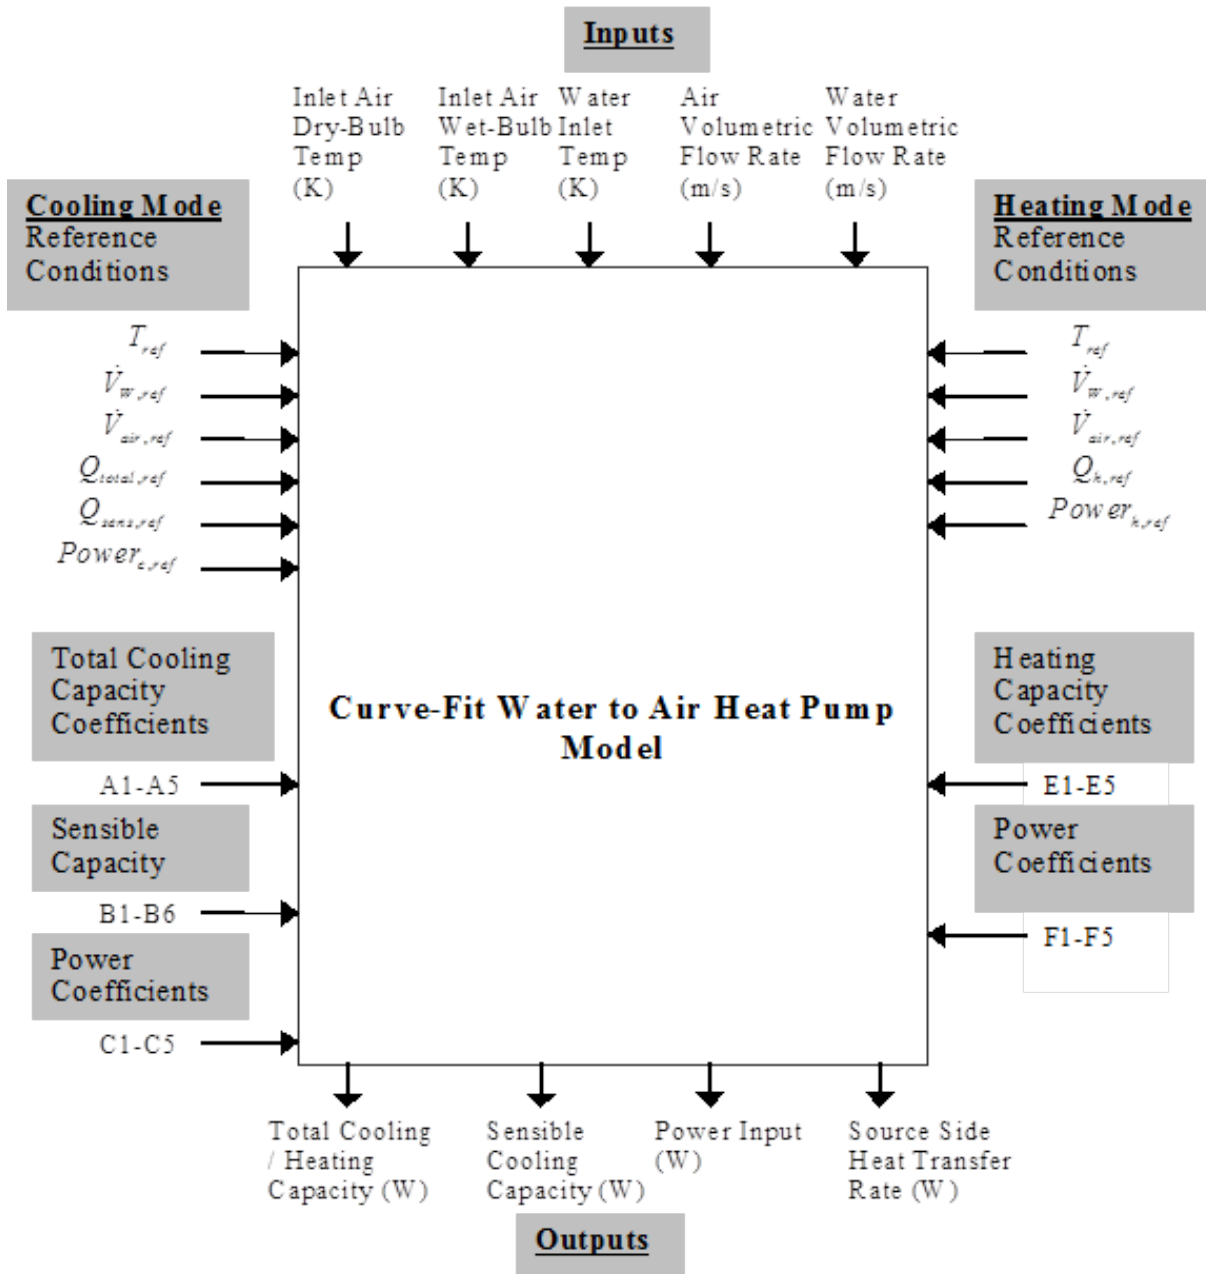 Inputs
Inlet Air
Dry-Bulb
Temp
(K)
Inlet Air
Wet-Bulb
Temp
(K)
Water
Inlet
Temp
(K)
Air
Volumetric
Flow Rate
(m/s)
Water
Volumetric
Flow Rate
(m/s)
Cooling Mode
Reference
Conditions
T_ref
V̇_W,ref
V̇_air,ref
Q_total,ref
Q_sens,ref
Power_c,ref
Total Cooling
Capacity
Coefficients
A1-A5
Sensible
Capacity
B1-B6
Power
Coefficients
C1-C5
Curve-Fit Water to Air Heat Pump
Model
Heating Mode
Reference
Conditions
T_ref
V̇_W,ref
V̇_air,ref
Q_h,ref
Power_h,ref
Heating
Capacity
Coefficients
E1-E5
Power
Coefficients
F1-F5
Total Cooling
/ Heating
Capacity (W)
Sensible
Cooling
Capacity (W)
Power Input
(W)
Source Side
Heat Transfer
Rate (W)
Outputs